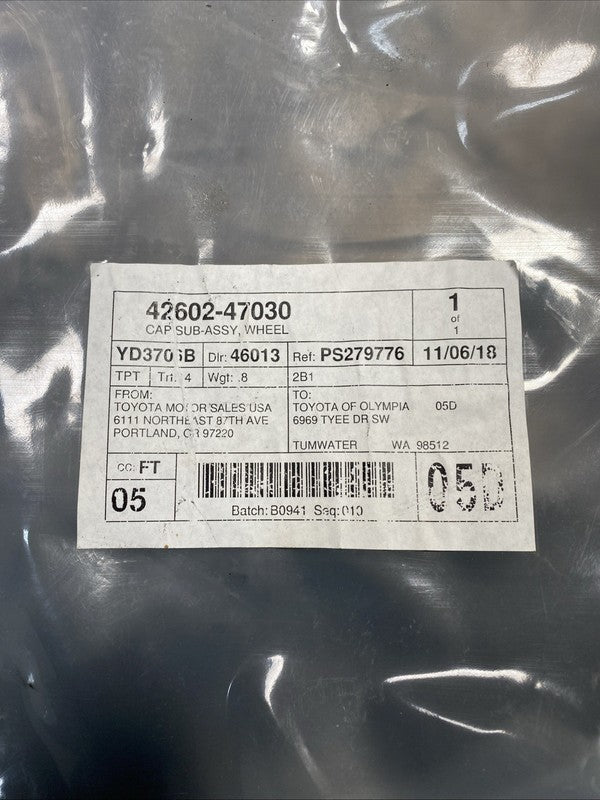 42602-47030
CAP SUB-ASSY, WHEEL
1
of
1
YD3706B Dlr: 46013 Ref: PS279776 11/06/18
TPT Trl: 4 Wgt: .8 2B1
FROM:
TOYOTA MOTOR SALES USA
6111 NORTHEAST 87TH AVE
PORTLAND, OR 97220
TO:
TOYOTA OF OLYMPIA 05D
6969 TYEE DR SW
TUMWATER WA 98512
CC: FT
05
Batch: B0941 Seq: 010
05D